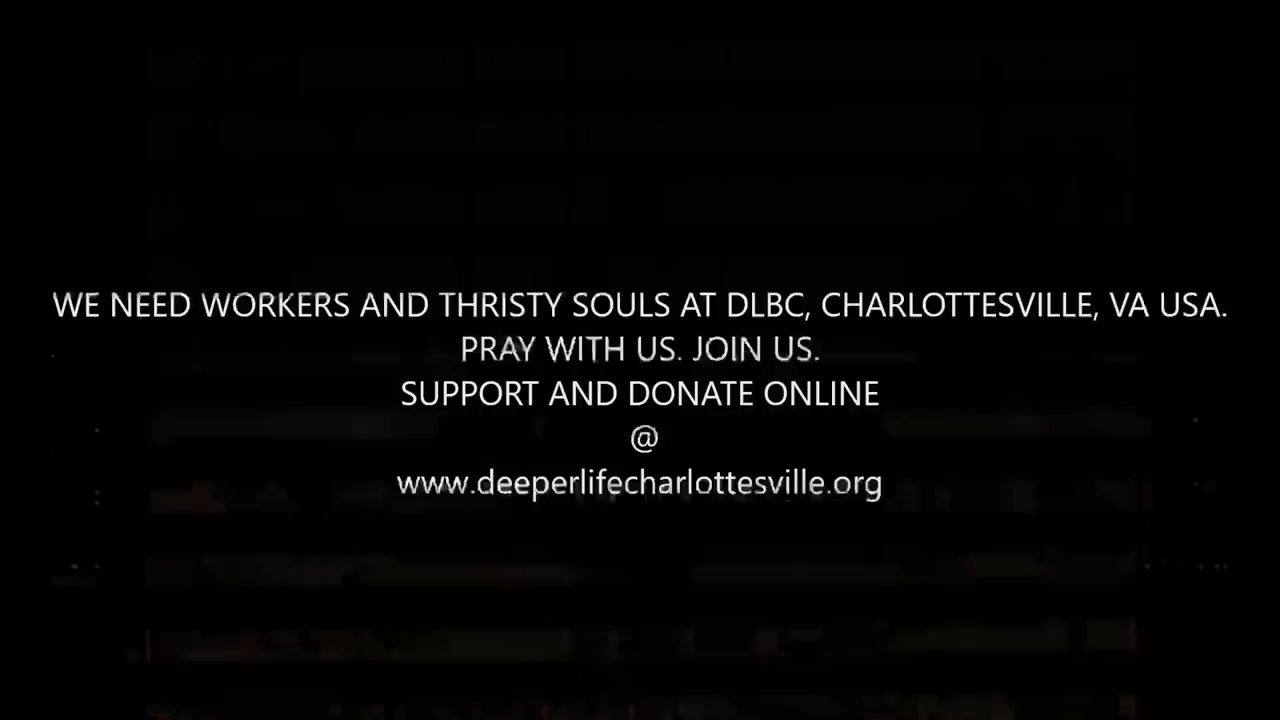 WE NEED WORKERS AND THRISTY SOULS AT DLBC, CHARLOTTESVILLE, VA USA.
PRAY WITH US. JOIN US.
SUPPORT AND DONATE ONLINE
@
www.deeperlifecharlottesville.org